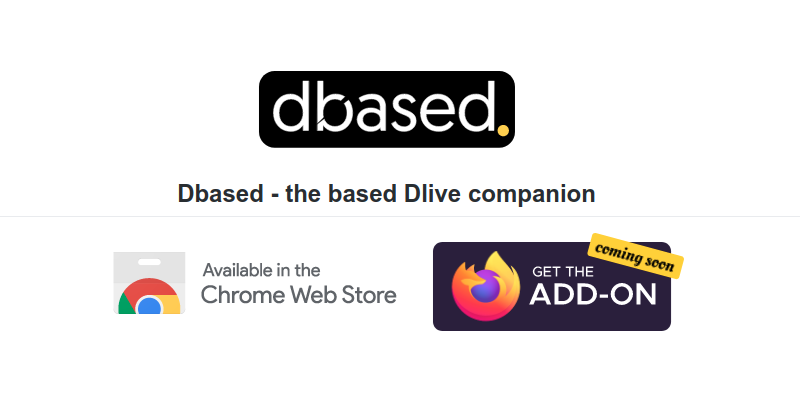 dbased.
Dbased - the based Dlive companion
Available in the
Chrome Web Store
coming soon
GET THE
ADD-ON